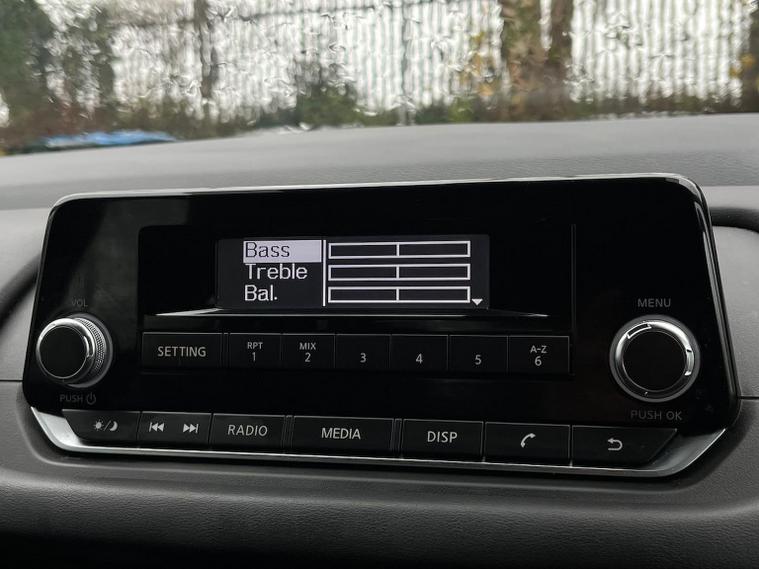 Bass
Treble
Bal.
VOL
MENU
SETTING
RPT
1
MIX
2
3
4
5
A-Z
6
PUSH
PUSH OK
RADIO
MEDIA
DISP